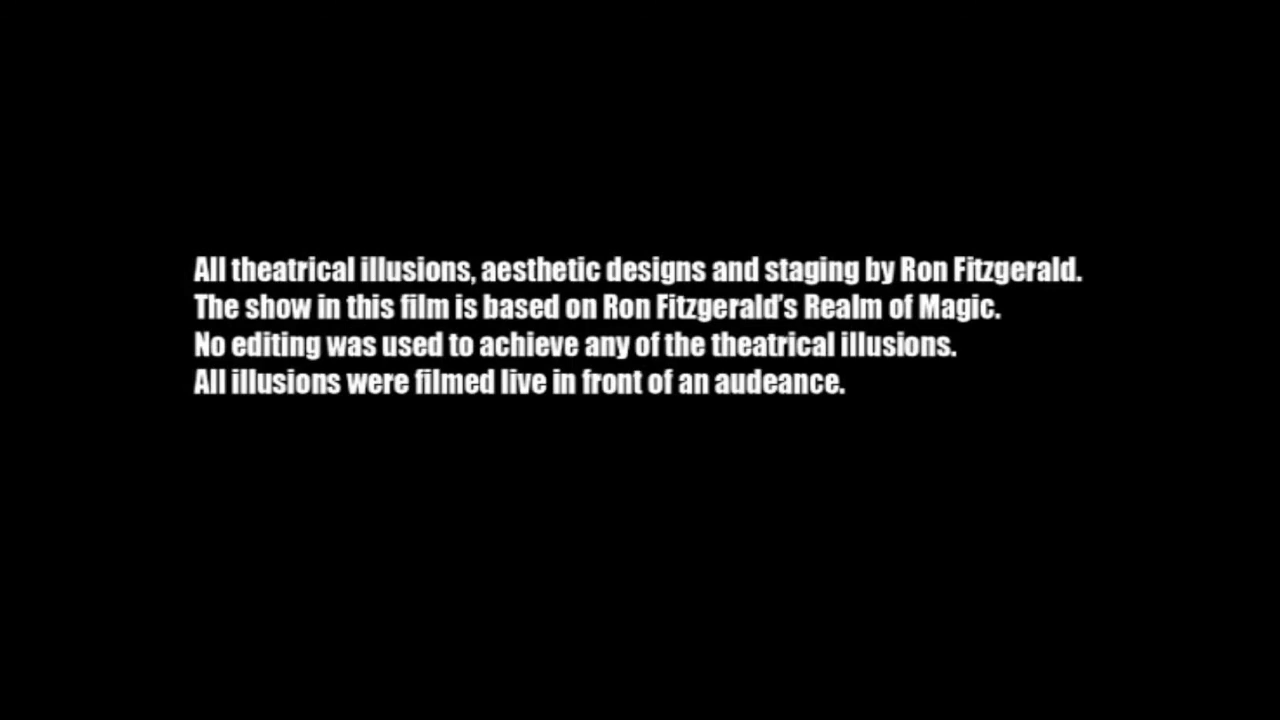 All theatrical illusions, aesthetic designs and staging by Ron Fitzgerald.
The show in this film is based on Ron Fitzgerald's Realm of Magic.
No editing was used to achieve any of the theatrical illusions.
All illusions were filmed live in front of an audeance.